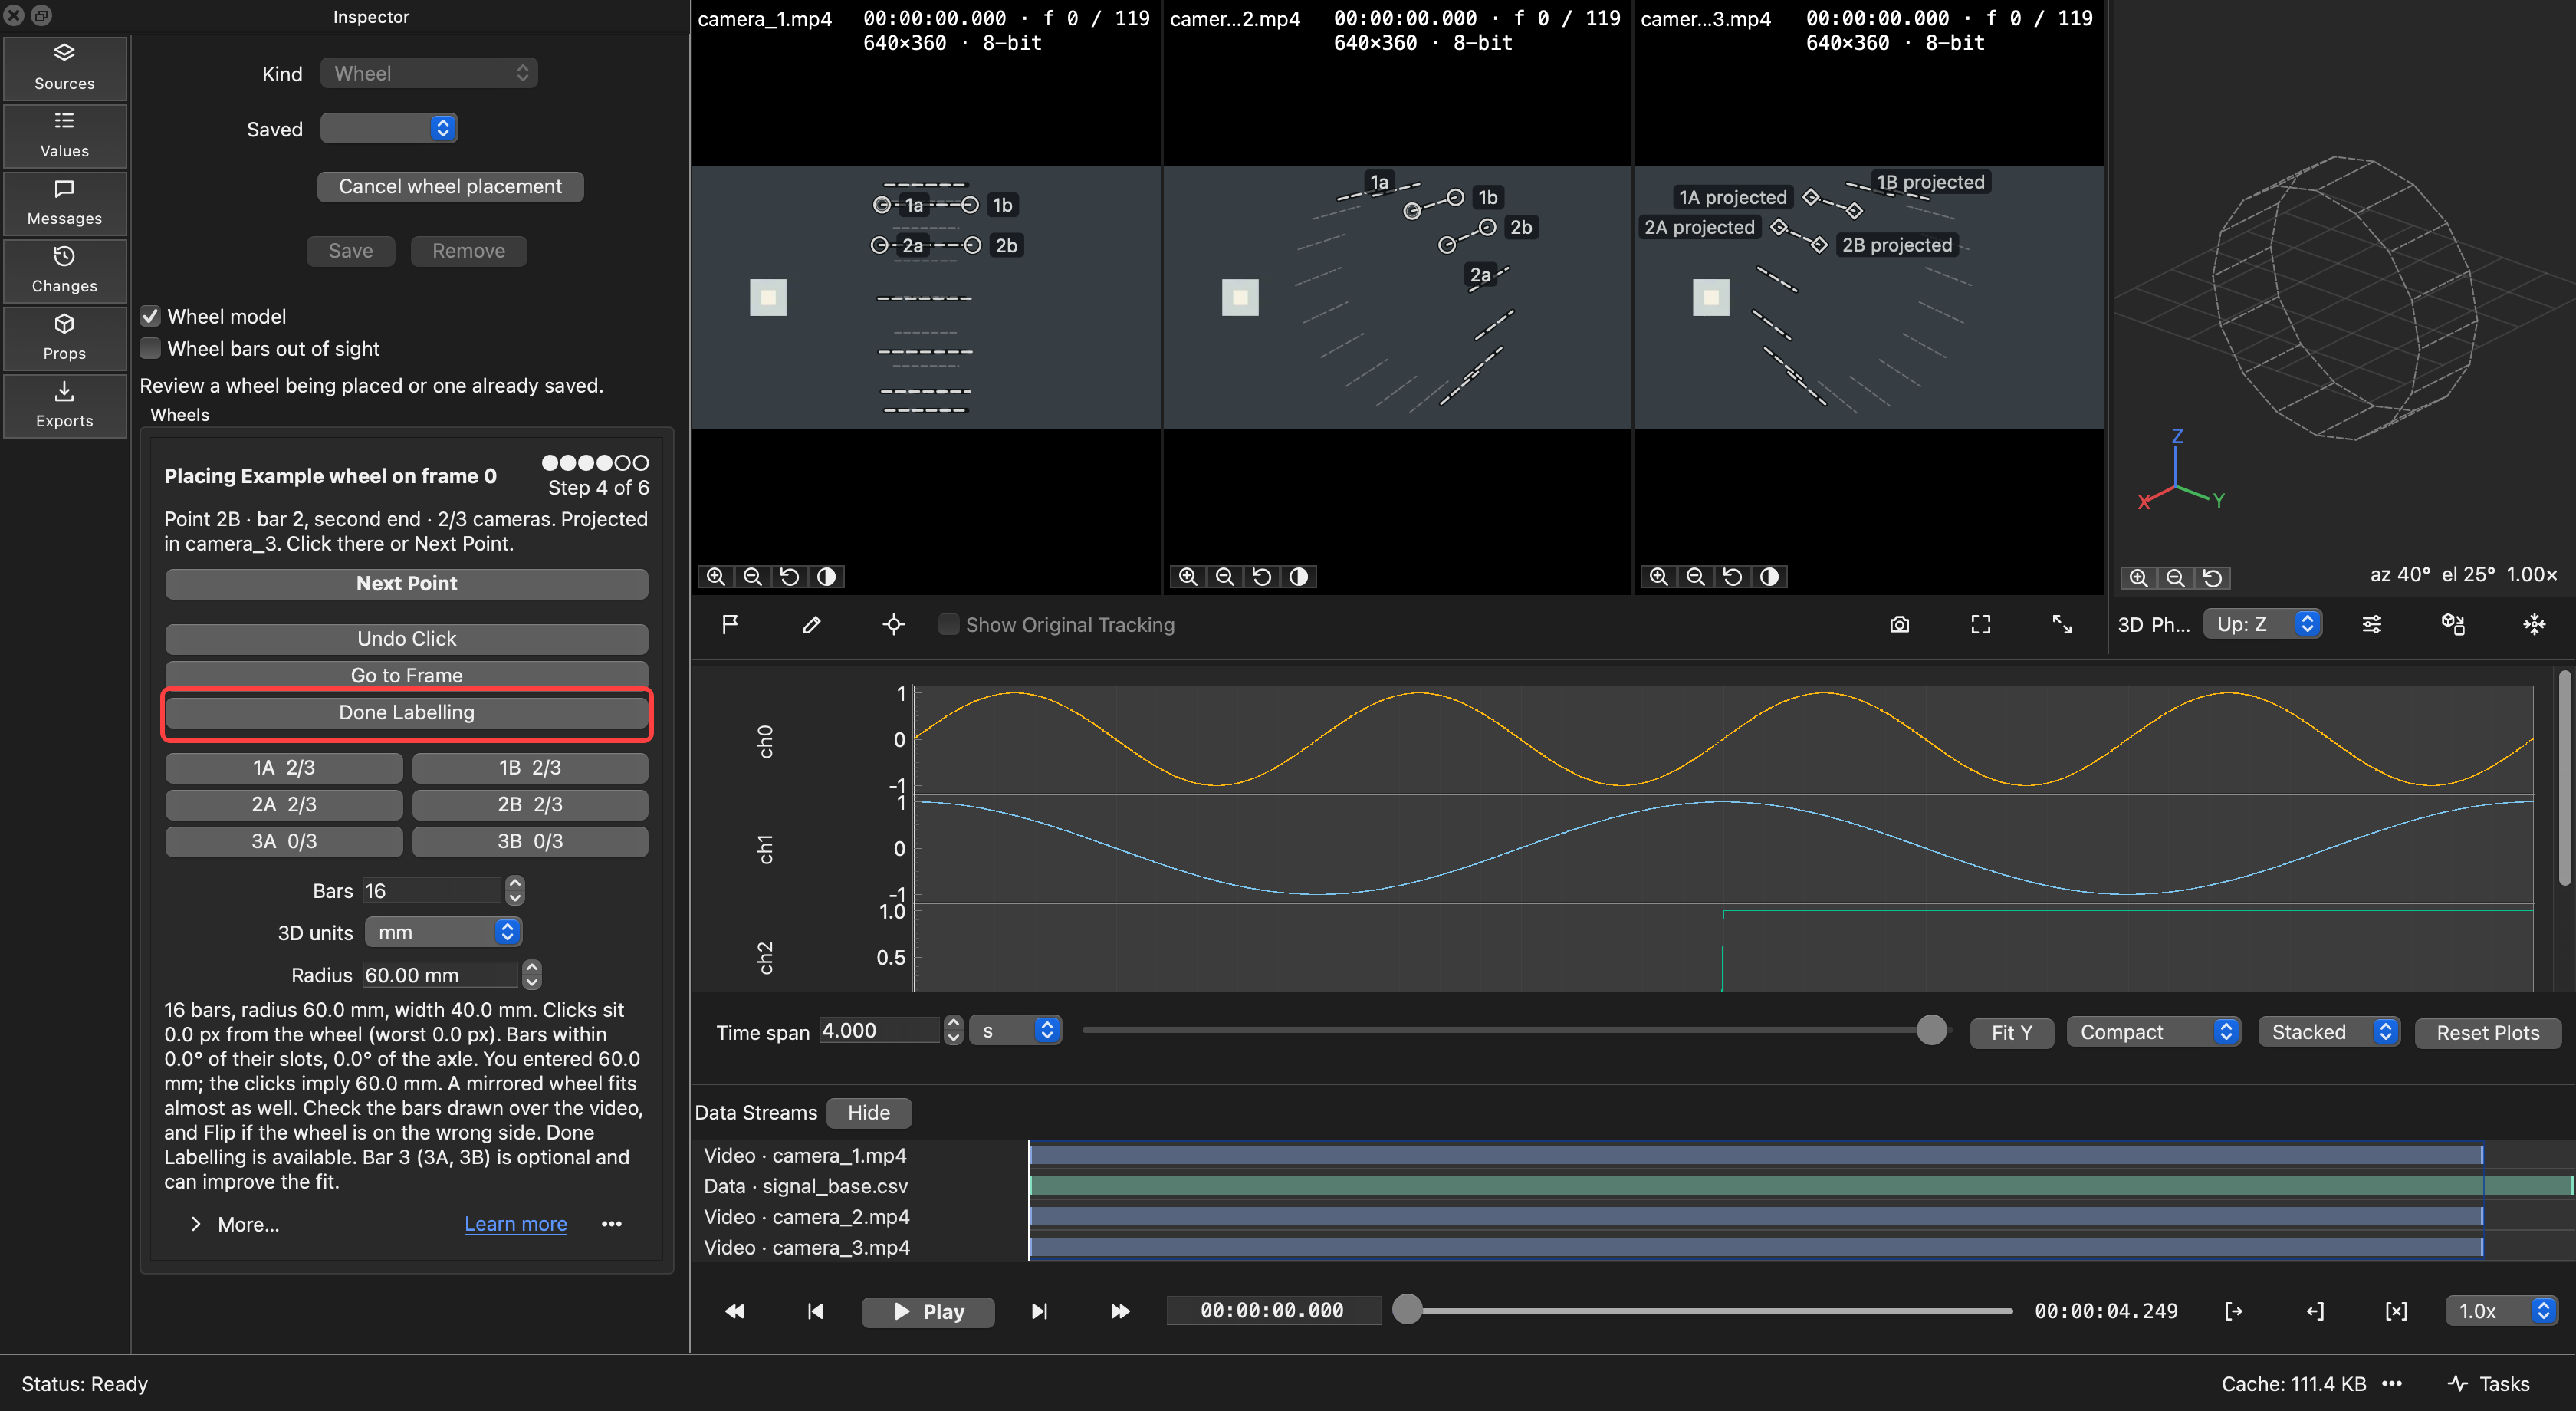 Inspector
Sources
Values
Messages
Changes
Props
Exports
Kind Wheel
Saved
Cancel wheel placement
Save Remove
Wheel model
Wheel bars out of sight
Review a wheel being placed or one already saved.
Wheels
Placing Example wheel on frame 0
Step 4 of 6
Point 2B · bar 2, second end · 2/3 cameras. Projected
in camera_3. Click there or Next Point.
Next Point
Undo Click
Go to Frame
Done Labelling
1A 2/3 1B 2/3
2A 2/3 2B 2/3
3A 0/3 3B 0/3
Bars 16
3D units mm
Radius 60.00 mm
16 bars, radius 60.0 mm, width 40.0 mm. Clicks sit
0.0 px from the wheel (worst 0.0 px). Bars within
0.0° of their slots, 0.0° of the axle. You entered 60.0
mm; the clicks imply 60.0 mm. A mirrored wheel fits
almost as well. Check the bars drawn over the video,
and Flip if the wheel is on the wrong side. Done
Labelling is available. Bar 3 (3A, 3B) is optional and
can improve the fit.
More... Learn more
camera_1.mp4 00:00:00.000 · f 0 / 119
640×360 · 8-bit
1a 1b
2a 2b
camer...2.mp4 00:00:00.000 · f 0 / 119
640×360 · 8-bit
1a
1b
2b
2a
camer...3.mp4 00:00:00.000 · f 0 / 119
640×360 · 8-bit
1B projected
1A projected
2A projected
2B projected
Z
X Y
az 40° el 25° 1.00×
Show Original Tracking
3D Ph... Up: Z
ch0
1
0
-1
ch1
1
0
-1
ch2
1.0
0.5
Time span 4.000 s Fit Y Compact Stacked Reset Plots
Data Streams Hide
Video · camera_1.mp4
Data · signal_base.csv
Video · camera_2.mp4
Video · camera_3.mp4
Play 00:00:00.000 00:00:04.249 1.0x
Status: Ready Cache: 111.4 KB Tasks